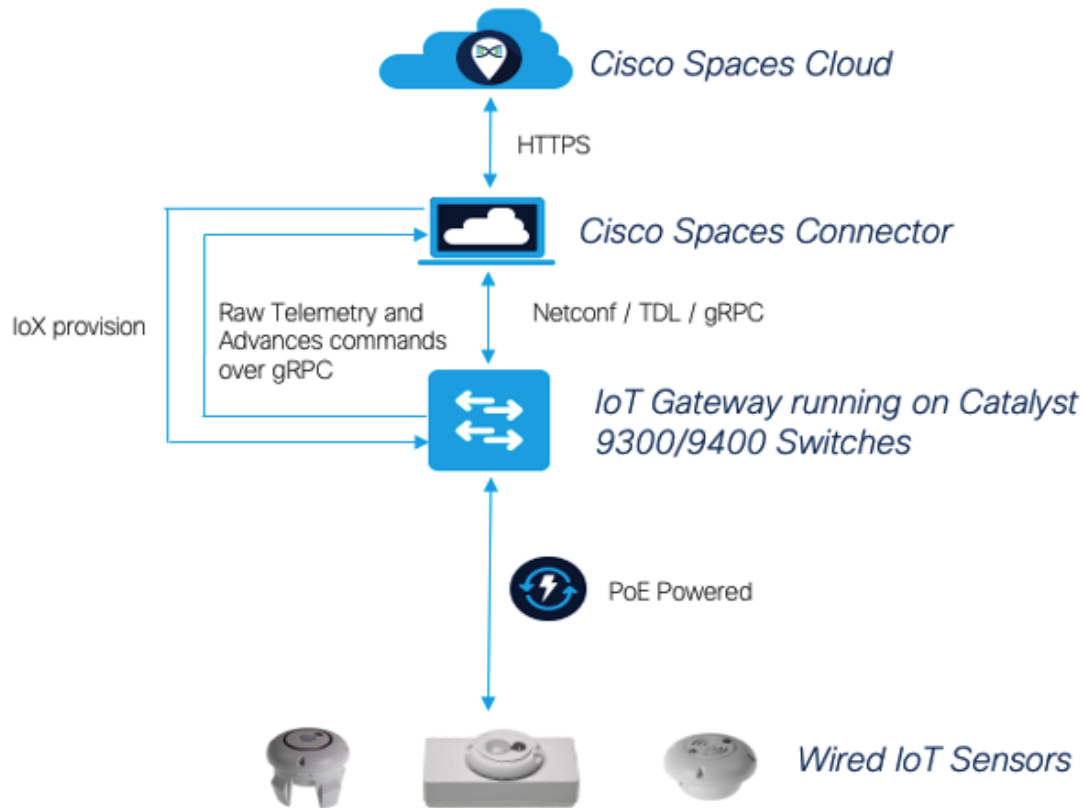 Cisco Spaces Cloud
HTTPS
Cisco Spaces Connector
IoX provision
Raw Telemetry and
Advances commands
over gRPC
Netconf / TDL / gRPC
IoT Gateway running on Catalyst
9300/9400 Switches
PoE Powered
Wired IoT Sensors